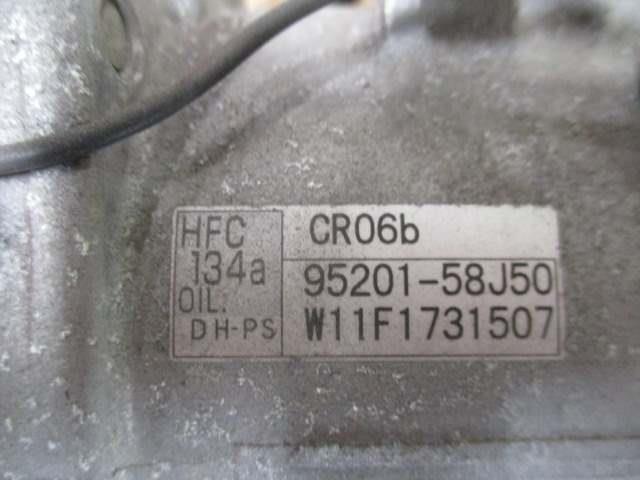 HFC
134a
OIL:
DH-PS
CR06b
95201-58J50
W11F1731507